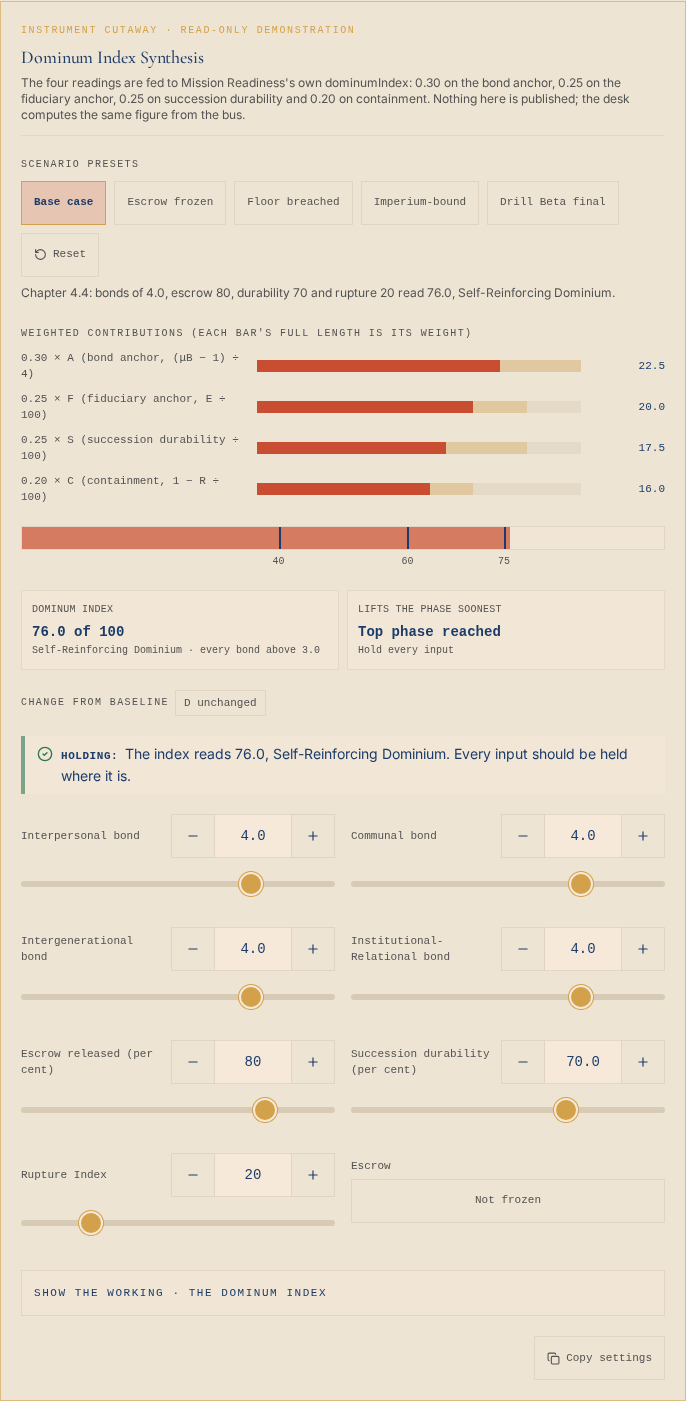 INSTRUMENT CUTAWAY · READ-ONLY DEMONSTRATION
Dominum Index Synthesis
The four readings are fed to Mission Readiness's own dominumIndex: 0.30 on the bond anchor, 0.25 on the
fiduciary anchor, 0.25 on succession durability and 0.20 on containment. Nothing here is published; the desk
computes the same figure from the bus.
SCENARIO PRESETS
Base case
Escrow frozen
Floor breached
Imperium-bound
Drill Beta final
Reset
Chapter 4.4: bonds of 4.0, escrow 80, durability 70 and rupture 20 read 76.0, Self-Reinforcing Dominium.
WEIGHTED CONTRIBUTIONS (EACH BAR'S FULL LENGTH IS ITS WEIGHT)
0.30 × A (bond anchor, (μB − 1) ÷
4)
22.5
0.25 × F (fiduciary anchor, E ÷
100)
20.0
0.25 × S (succession durability ÷
100)
17.5
0.20 × C (containment, 1 − R ÷
100)
16.0
40 60 75
DOMINUM INDEX
76.0 of 100
Self-Reinforcing Dominium · every bond above 3.0
LIFTS THE PHASE SOONEST
Top phase reached
Hold every input
CHANGE FROM BASELINE D unchanged
HOLDING: The index reads 76.0, Self-Reinforcing Dominium. Every input should be held
where it is.
Interpersonal bond − 4.0 +
Communal bond − 4.0 +
Intergenerational
bond
− 4.0 +
Institutional-
Relational bond
− 4.0 +
Escrow released (per
cent)
− 80 +
Succession durability
(per cent)
− 70.0 +
Rupture Index − 20 +
Escrow
Not frozen
SHOW THE WORKING · THE DOMINUM INDEX
Copy settings